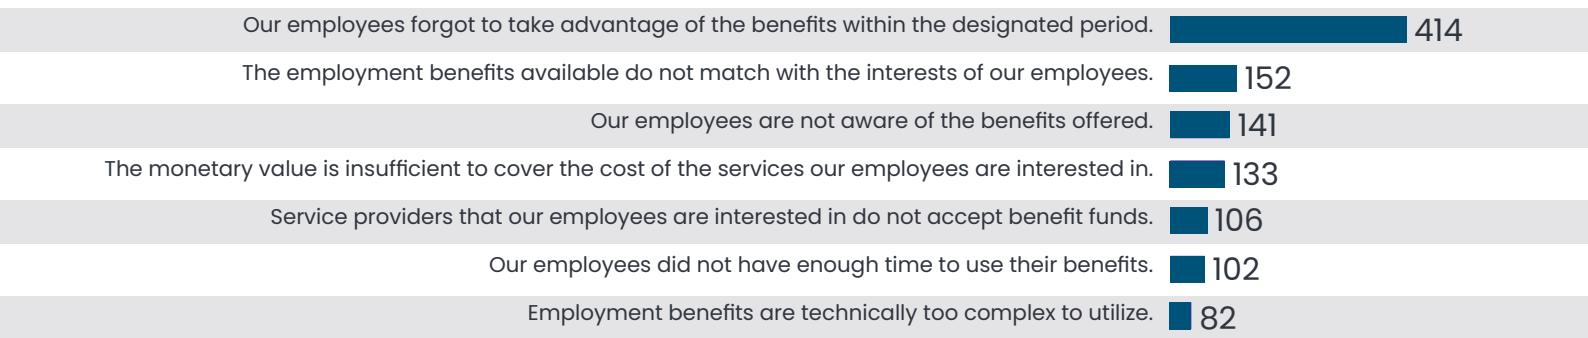 Our employees forgot to take advantage of the benefits within the designated period. 414
The employment benefits available do not match with the interests of our employees. 152
Our employees are not aware of the benefits offered. 141
The monetary value is insufficient to cover the cost of the services our employees are interested in. 133
Service providers that our employees are interested in do not accept benefit funds. 106
Our employees did not have enough time to use their benefits. 102
Employment benefits are technically too complex to utilize. 82